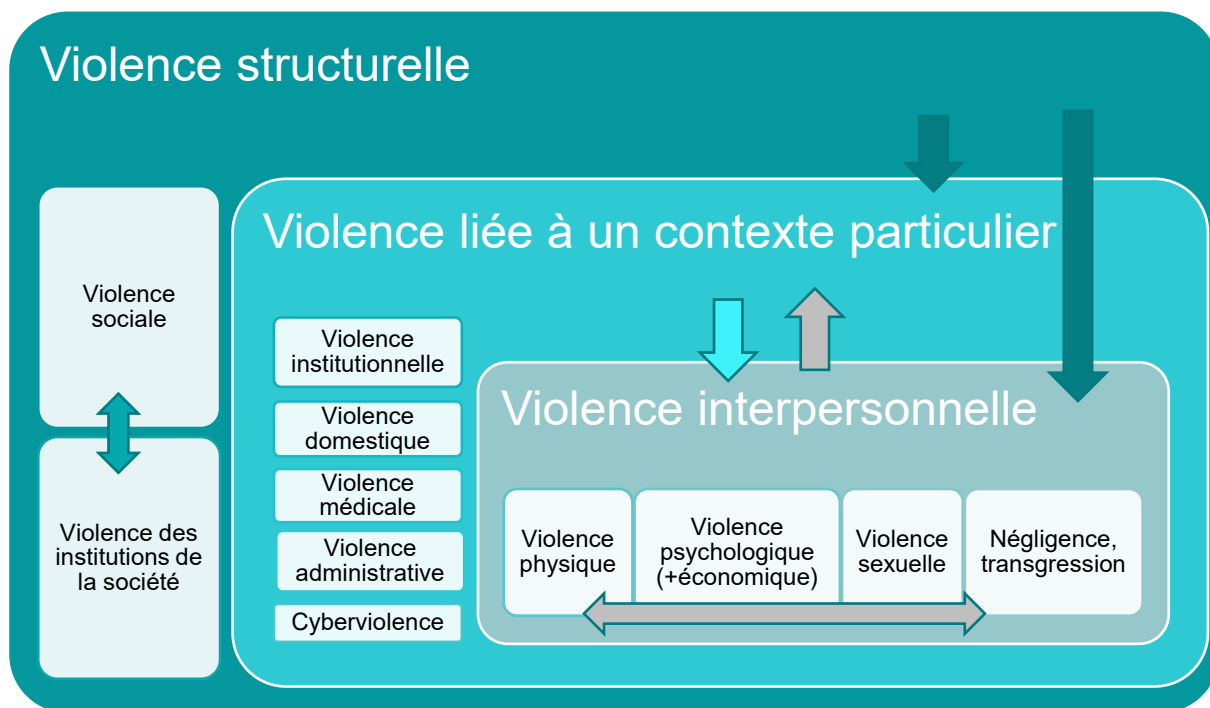 Violence structurelle
Violence
sociale
Violence des
institutions de
la société
Violence liée à un contexte particulier
Violence
institutionnelle
Violence
domestique
Violence
médicale
Violence
administrative
Cyberviolence
Violence interpersonnelle
Violence
physique
Violence
psychologique
(+économique)
Violence
sexuelle
Négligence,
transgression